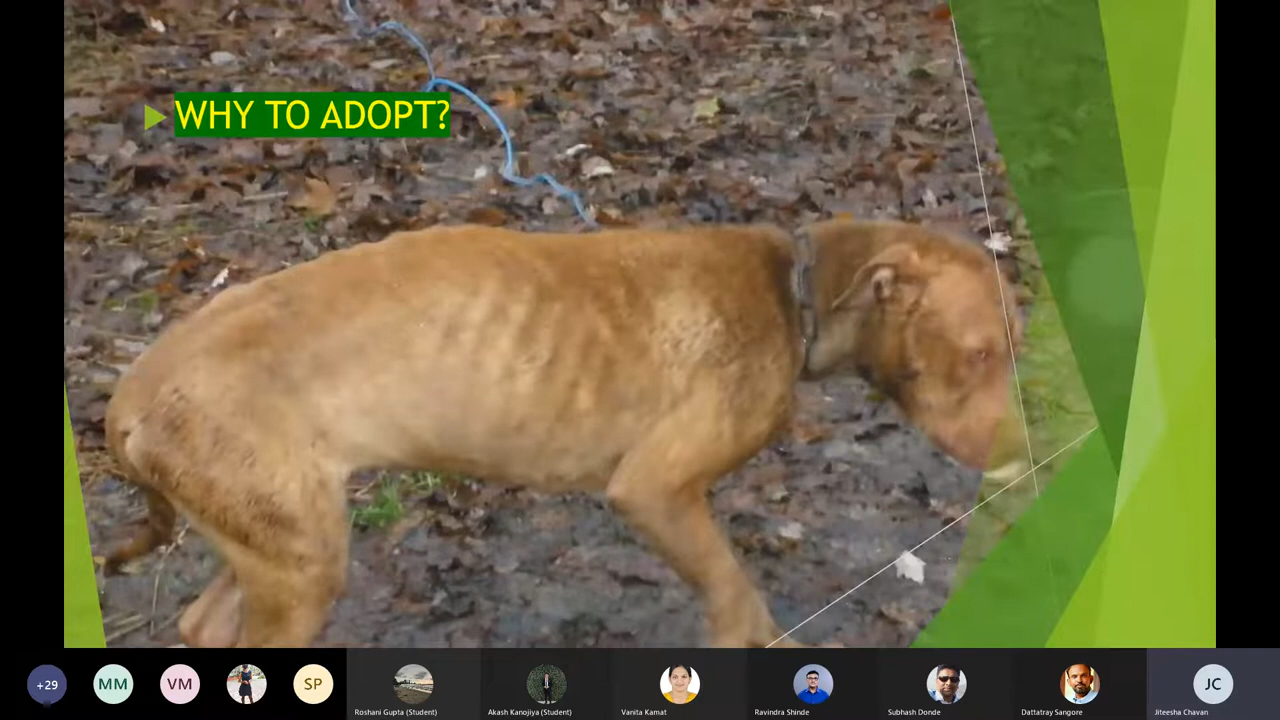 WHY TO ADOPT?
+29
MM
VM
SP
JC
Roshani Gupta (Student)
Akash Kanojiya (Student)
Vanita Kamat
Ravindra Shinde
Subhash Donde
Dattatray Sangore
Jiteesha Chavan